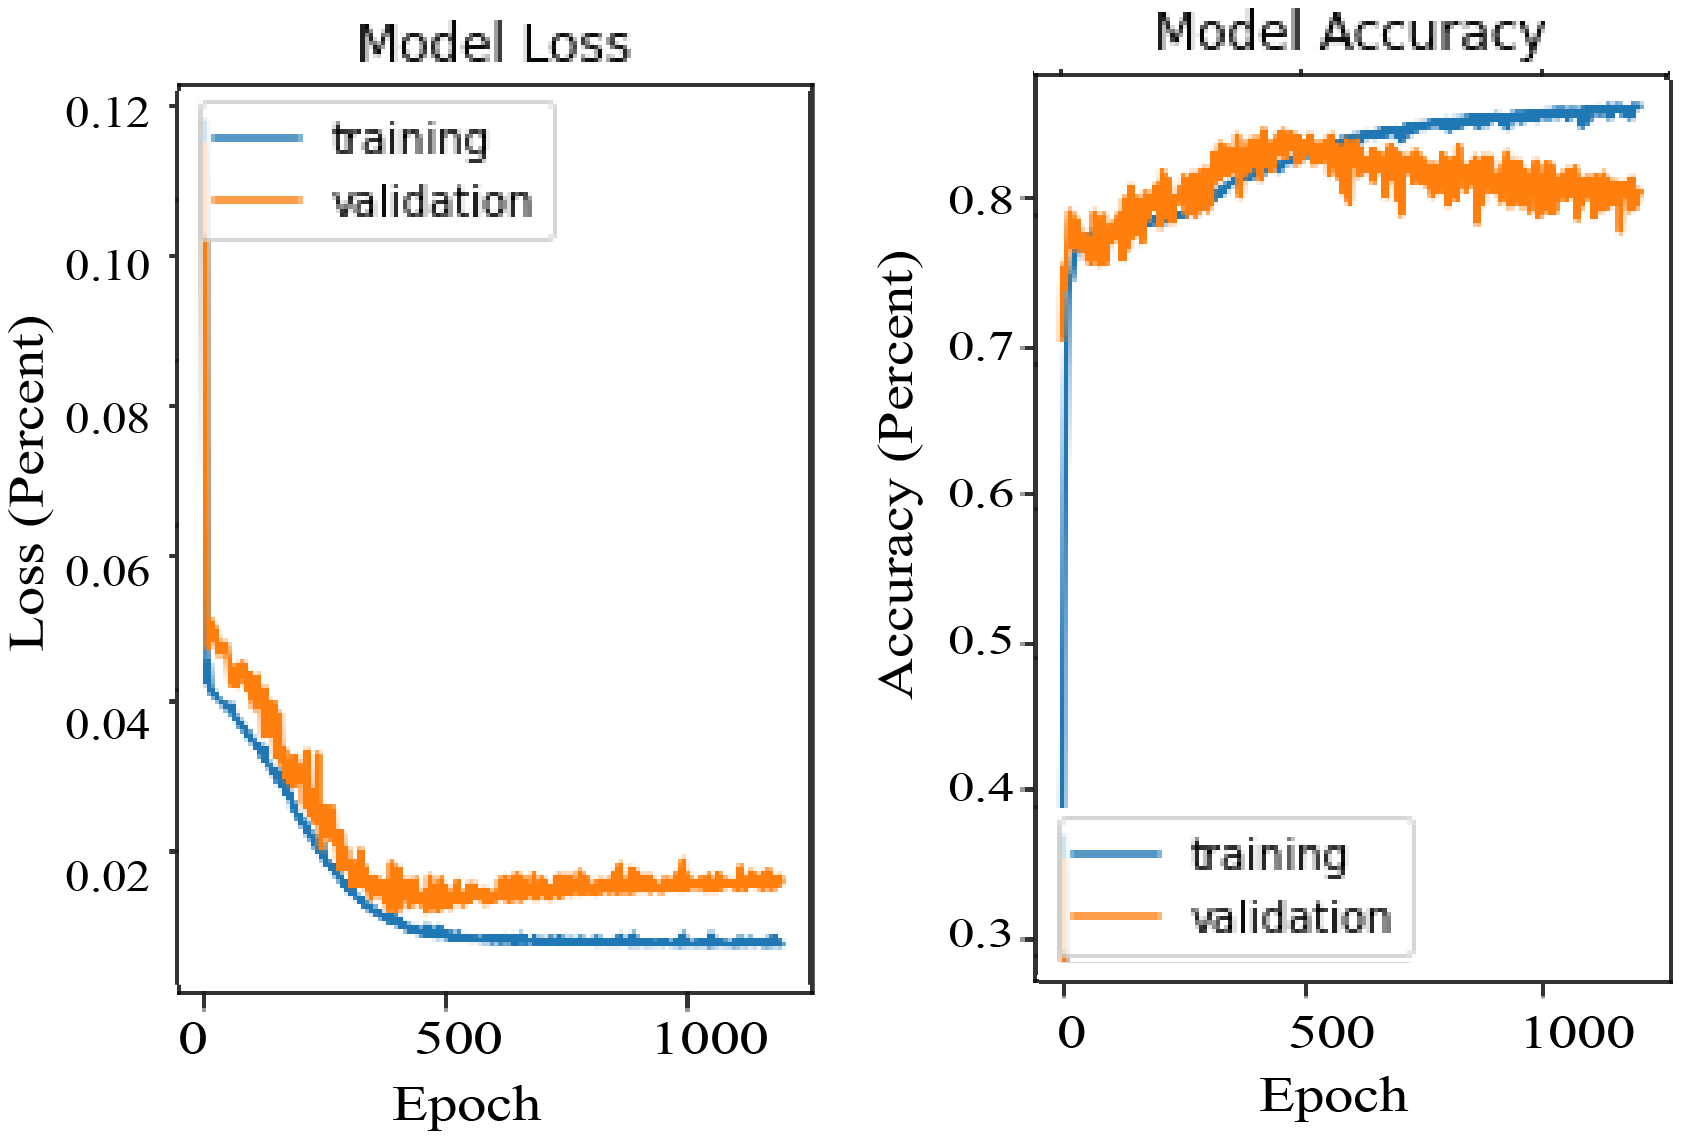 Model Loss
0.12
0.10
0.08
0.06
0.04
0.02
Loss (Percent)
training
validation
0 500 1000
Epoch
Model Accuracy
0.8
0.7
0.6
0.5
0.4
0.3
Accuracy (Percent)
training
validation
0 500 1000
Epoch